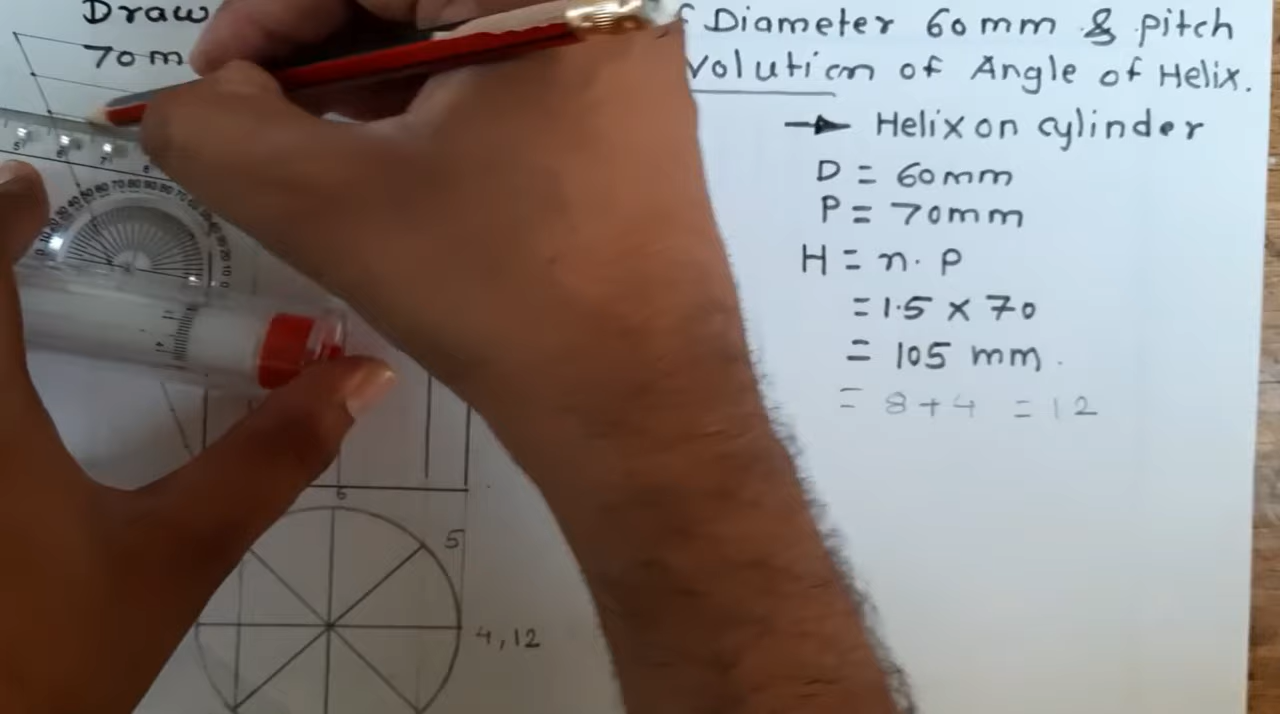 Draw Diameter 60mm & pitch
70m volution of Angle of Helix.
Helix on cylinder
D = 60mm
P = 70mm
H = n. P
= 1.5 x 70
= 105 mm.
= 8+4 = 12
6
5
4,12